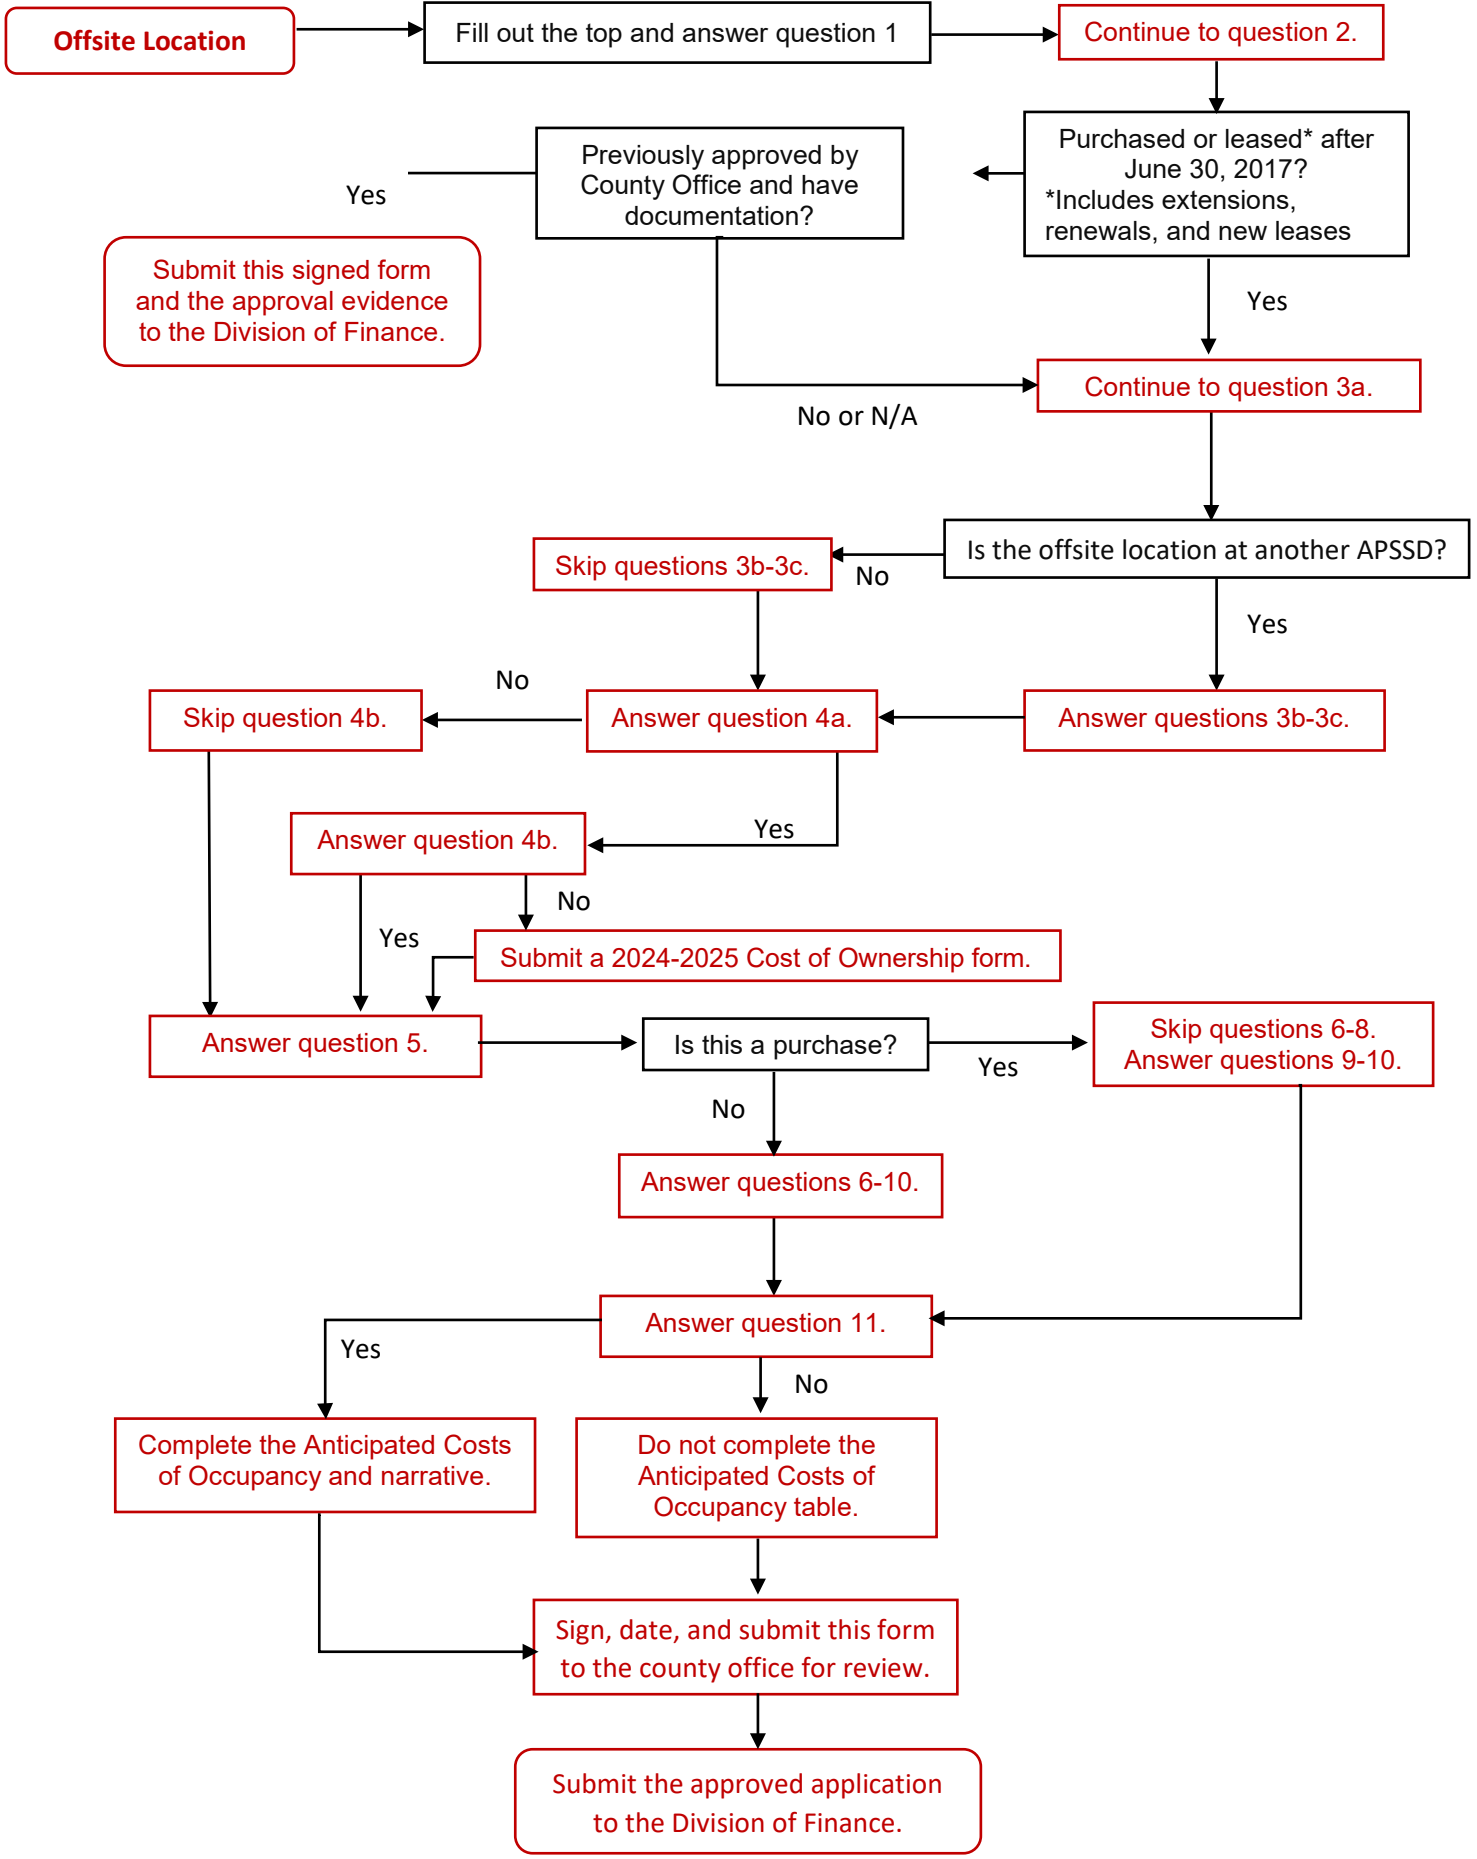 Offsite Location
Fill out the top and answer question 1
Continue to question 2.
Purchased or leased* after
June 30, 2017?
*Includes extensions,
renewals, and new leases
Previously approved by
County Office and have
documentation?
Yes
Submit this signed form
and the approval evidence
to the Division of Finance.
Yes
Continue to question 3a.
No or N/A
Is the offsite location at another APSSD?
No
Skip questions 3b-3c.
Yes
Answer questions 3b-3c.
Answer question 4a.
No
Skip question 4b.
Yes
Answer question 4b.
No
Yes
Submit a 2024-2025 Cost of Ownership form.
Answer question 5.
Is this a purchase?
Yes
Skip questions 6-8.
Answer questions 9-10.
No
Answer questions 6-10.
Answer question 11.
Yes
No
Complete the Anticipated Costs
of Occupancy and narrative.
Do not complete the
Anticipated Costs of
Occupancy table.
Sign, date, and submit this form
to the county office for review.
Submit the approved application
to the Division of Finance.